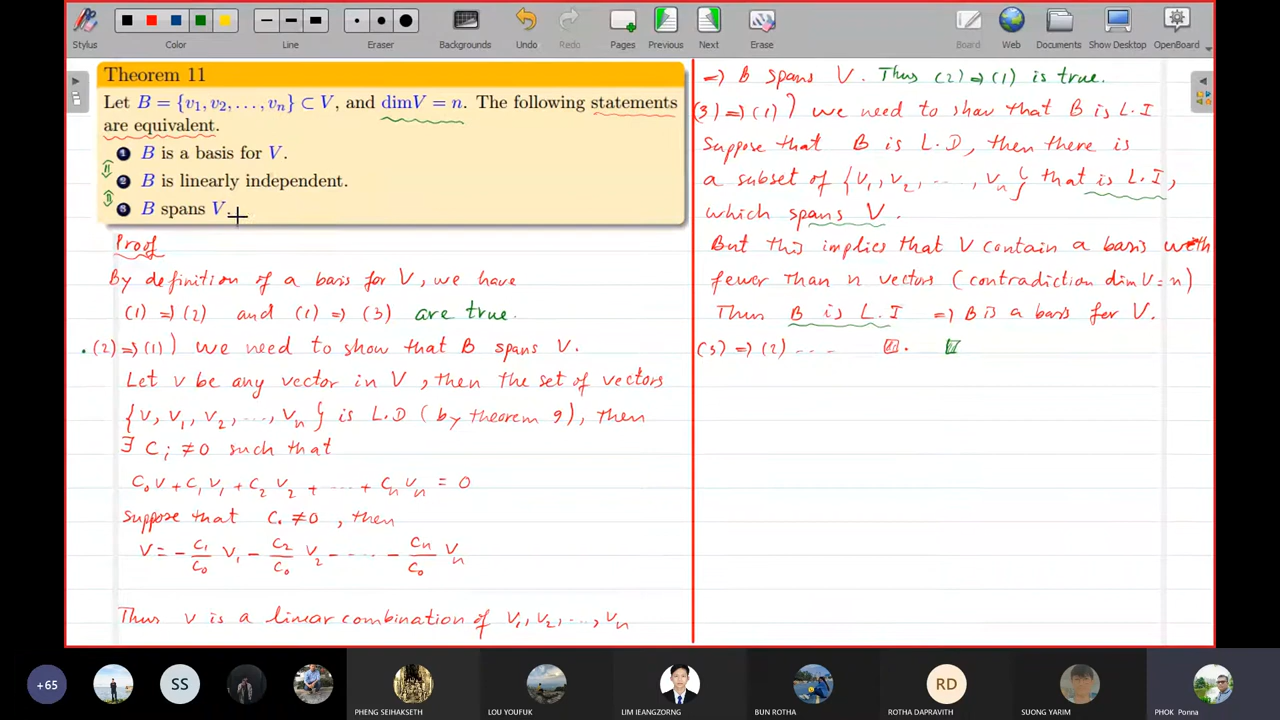 Stylus
Color
Line
Eraser
Backgrounds
Undo
Redo
Pages
Previous
Next
Erase
Board
Web
Documents
Show Desktop
OpenBoard
Theorem 11
Let B = {v₁, v₂, . . . , vₙ} ⊂ V, and dimV = n. The following statements
are equivalent.
1 B is a basis for V.
2 B is linearly independent.
3 B spans V.
Proof
By definition of a basis for V, we have
(1) => (2) and (1) => (3) are true.
(2) => (1)) we need to show that B spans V.
Let v be any vector in V, then the set of vectors
{v, v₁, v₂, ..., vₙ} is L.D (by theorem 9), then
∃ Cᵢ ≠ 0 such that
C₀v + C₁v₁ + C₂v₂ + ... + Cₙvₙ = 0
Suppose that C₀ ≠ 0, then
v = - C₁/C₀ v₁ - C₂/C₀ v₂ - .... - Cₙ/C₀ vₙ
Thus v is a linear combination of v₁, v₂, ..., vₙ
=> B spans V. Thus (2) => (1) is true.
(3) => (1)) we need to show that B is L.I
Suppose that B is L.D, then there is
a subset of {v₁, v₂, ..., vₙ} that is L.I,
which spans V.
But this implies that V contain a basis with
fewer than n vectors (contradiction dim V = n)
Thus B is L.I => B is a basis for V.
(3) => (2) ....
+65
SS
PHENG SEIHAKSETH
LOU YOUFUK
LIM IEANGZORNG
BUN ROTHA
RD
ROTHA DAPRAVITH
SUONG YARIM
PHOK Ponna